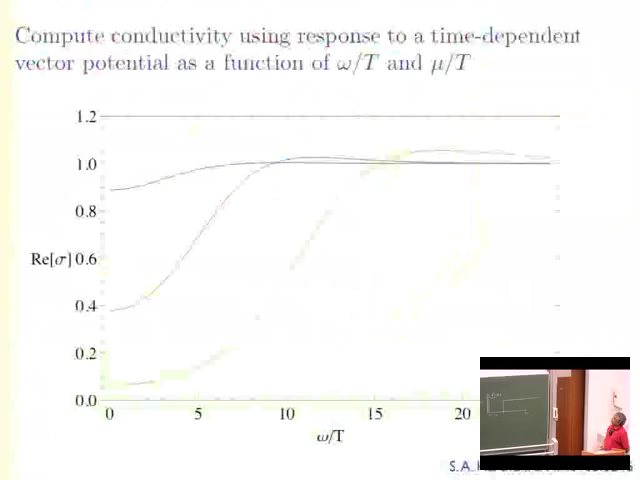 Compute conductivity using response to a time-dependent
vector potential as a function of ω/T and μ/T
1.2
1.0
0.8
Re[σ] 0.6
0.4
0.2
0.0
0 5 10 15 20
ω/T
S.A.